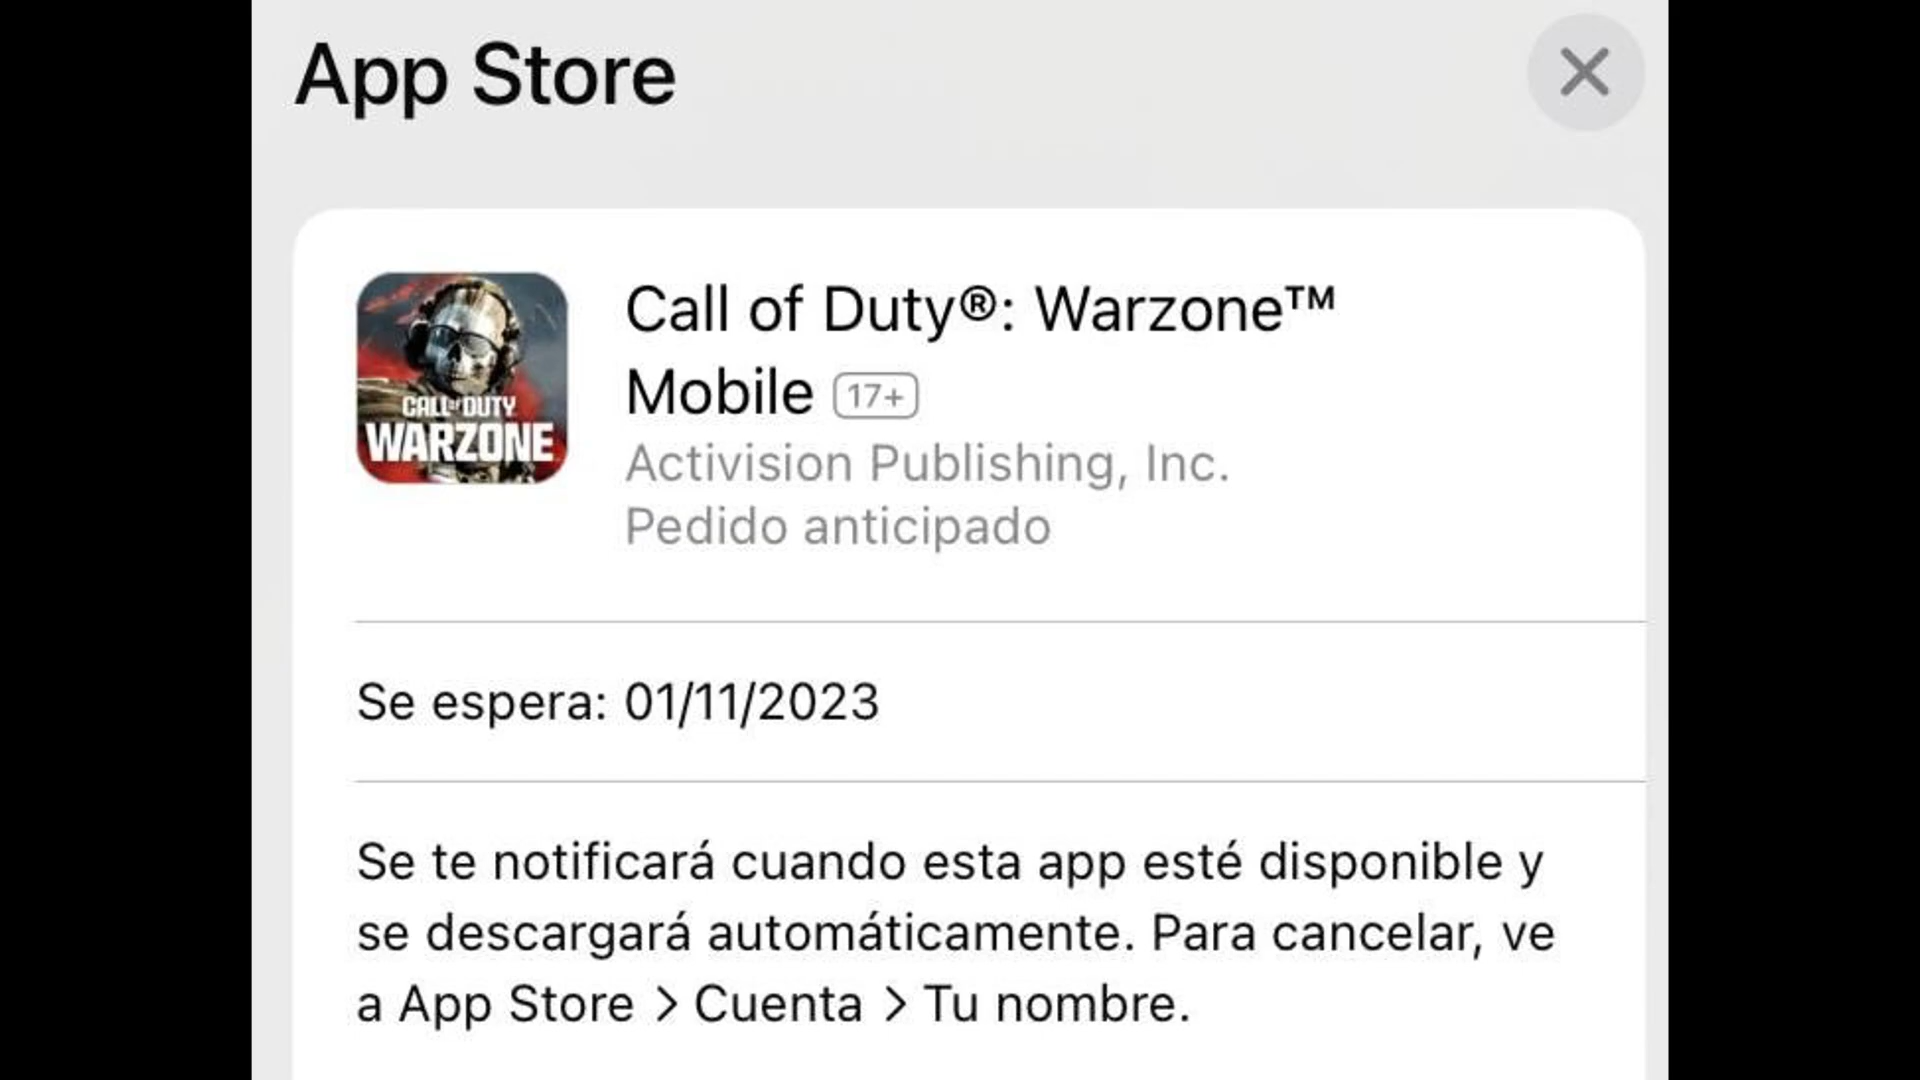 App Store
CALL OF DUTY
WARZONE
Call of Duty®: Warzone™
Mobile 17+
Activision Publishing, Inc.
Pedido anticipado
Se espera: 01/11/2023
Se te notificará cuando esta app esté disponible y
se descargará automáticamente. Para cancelar, ve
a App Store > Cuenta > Tu nombre.